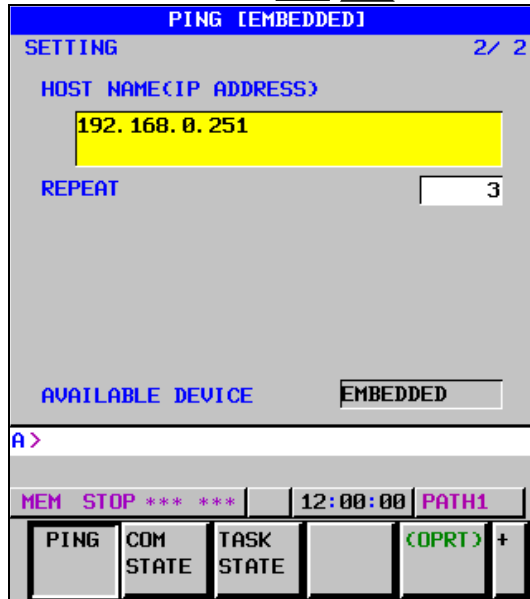 PING [EMBEDDED]
SETTING 2/ 2
HOST NAME(IP ADDRESS)
192.168.0.251
REPEAT 3
AVAILABLE DEVICE EMBEDDED
A>
MEM STOP *** *** 12:00:00 PATH1
PING COM TASK (OPRT) +
STATE STATE